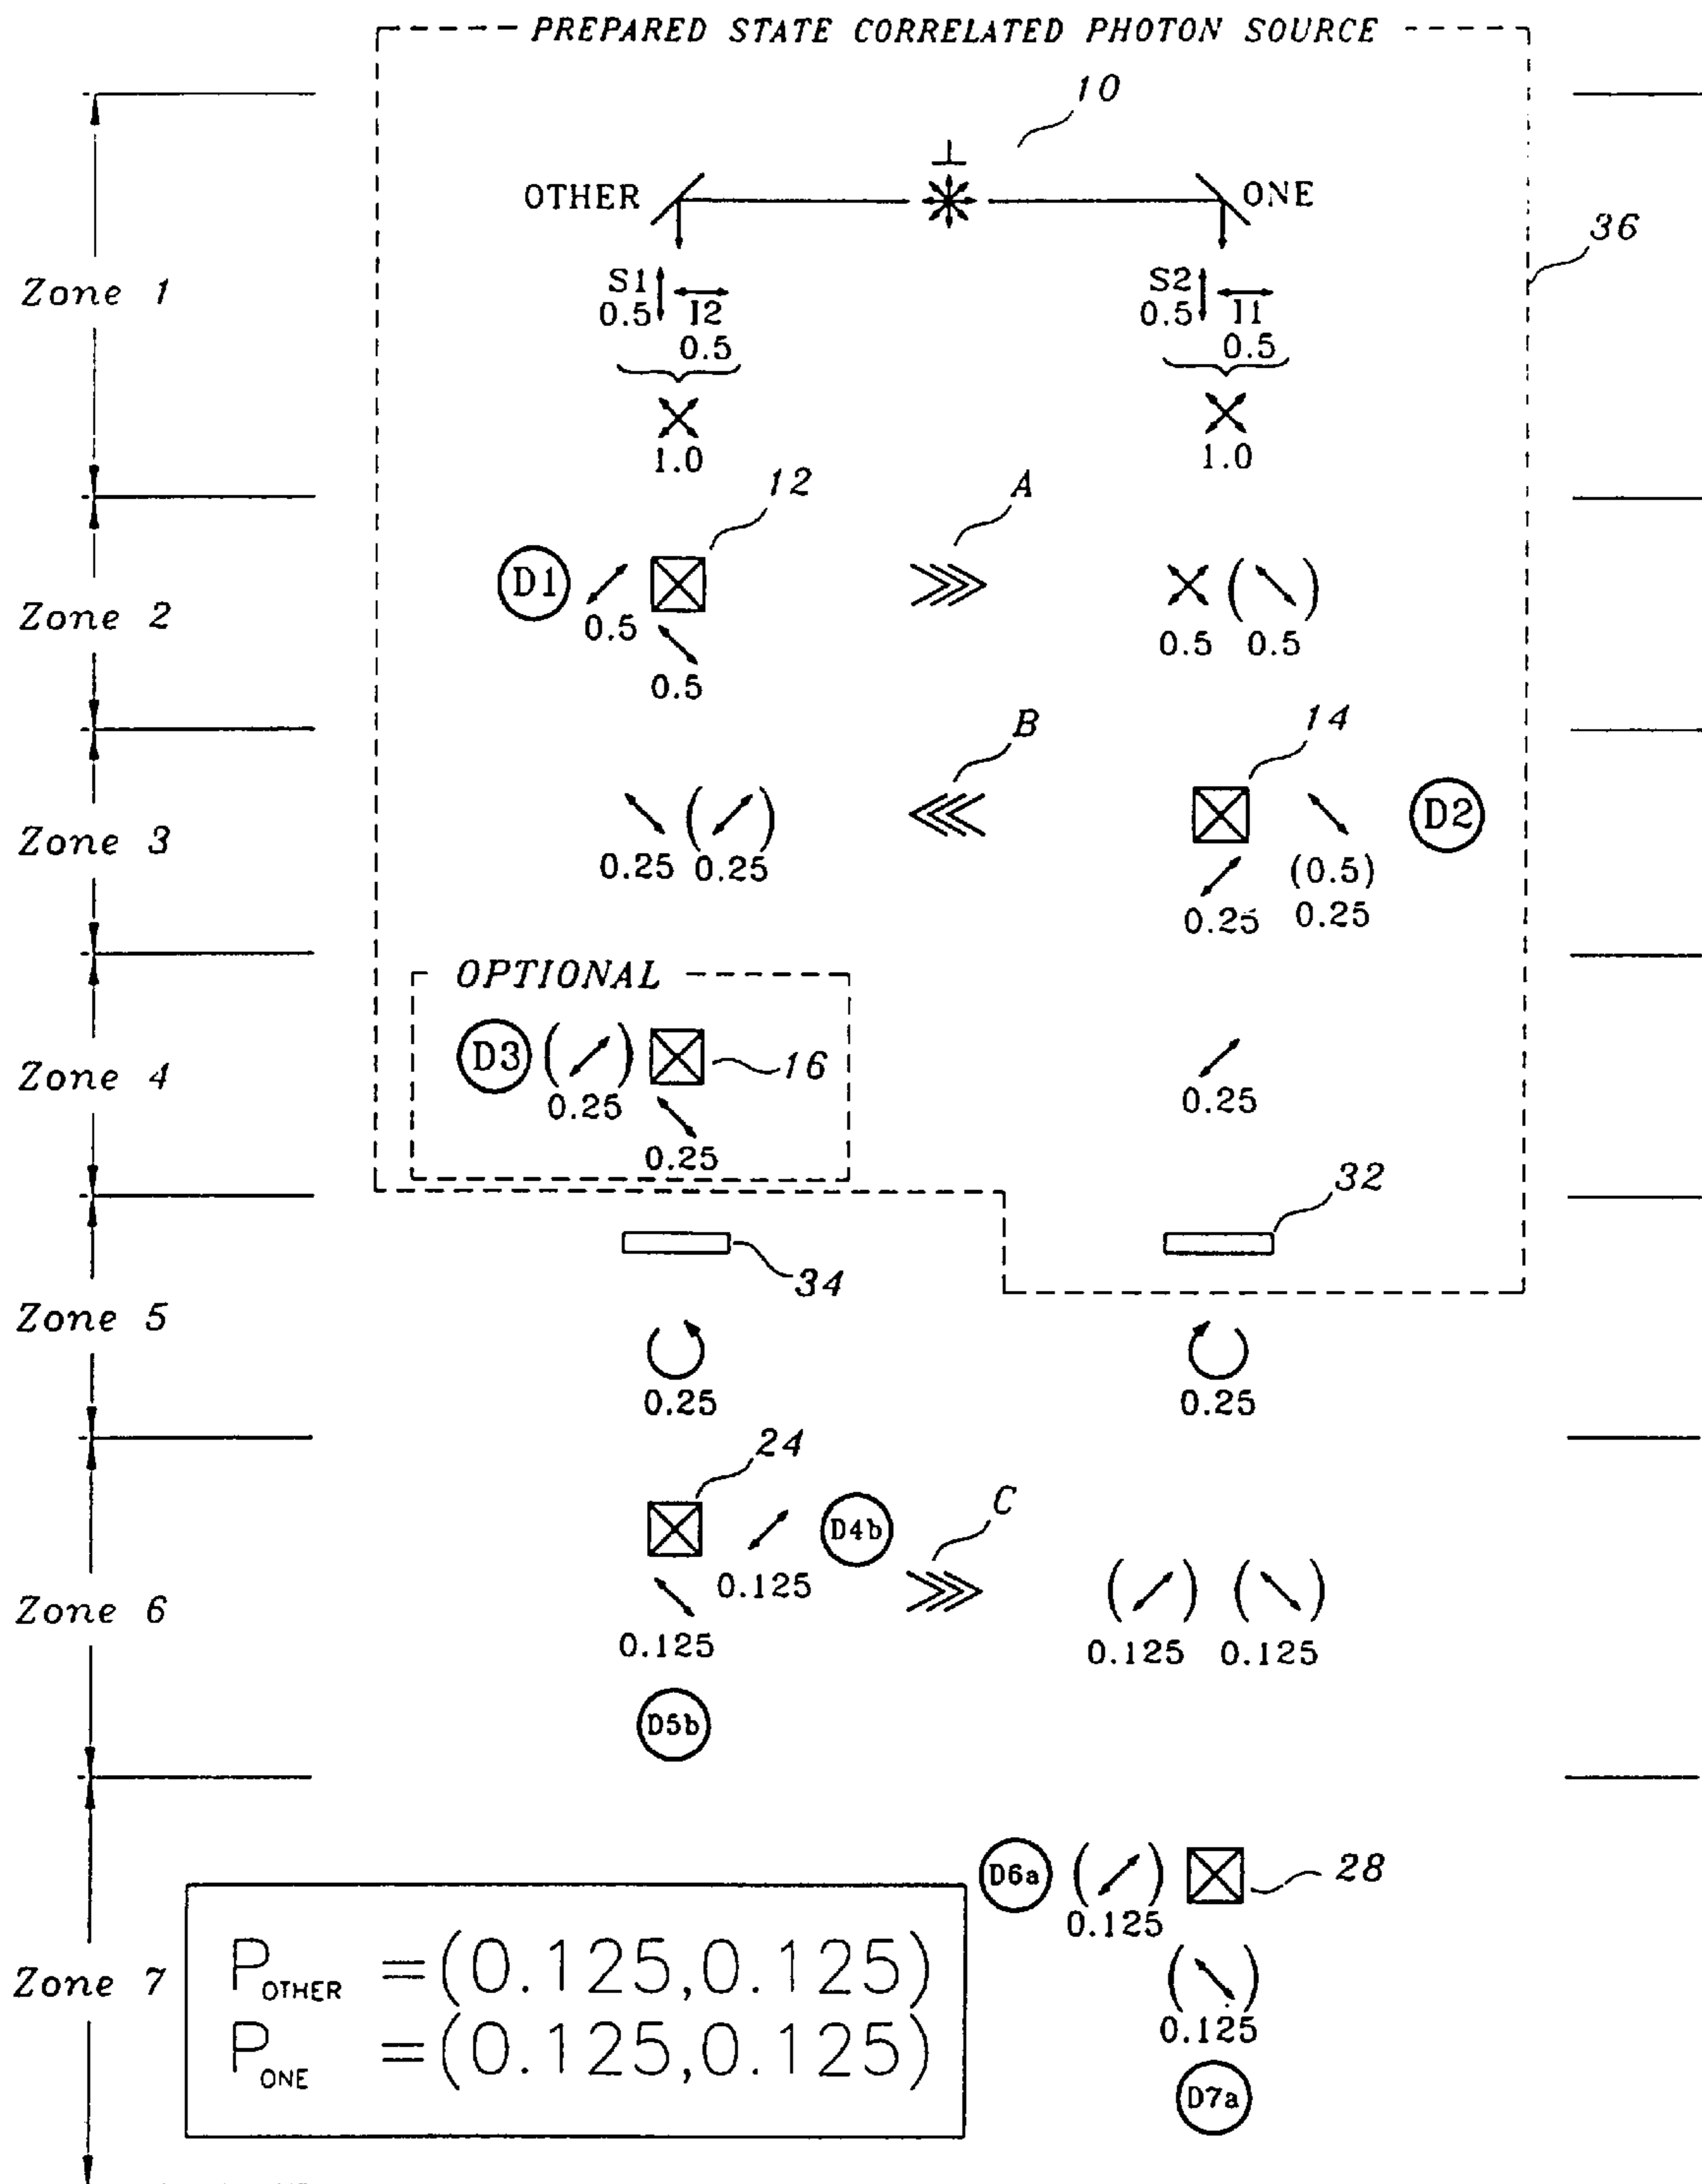 PREPARED STATE CORRELATED PHOTON SOURCE
10
OTHER
ONE
36
Zone 1
S1
0.5
I2
0.5
S2
0.5
I1
0.5
1.0
1.0
12
A
Zone 2
D1
0.5
0.5
0.5 (0.5)
B
14
Zone 3
0.25 (0.25)
D2
0.25
(0.5)
0.25
OPTIONAL
Zone 4
D3
0.25
16
0.25
0.25
32
34
Zone 5
0.25
0.25
24
C
D4b
0.125
Zone 6
0.125
0.125 0.125
D5b
D6a
28
0.125
Zone 7
P OTHER =(0.125,0.125)
P ONE =(0.125,0.125)
0.125
D7a